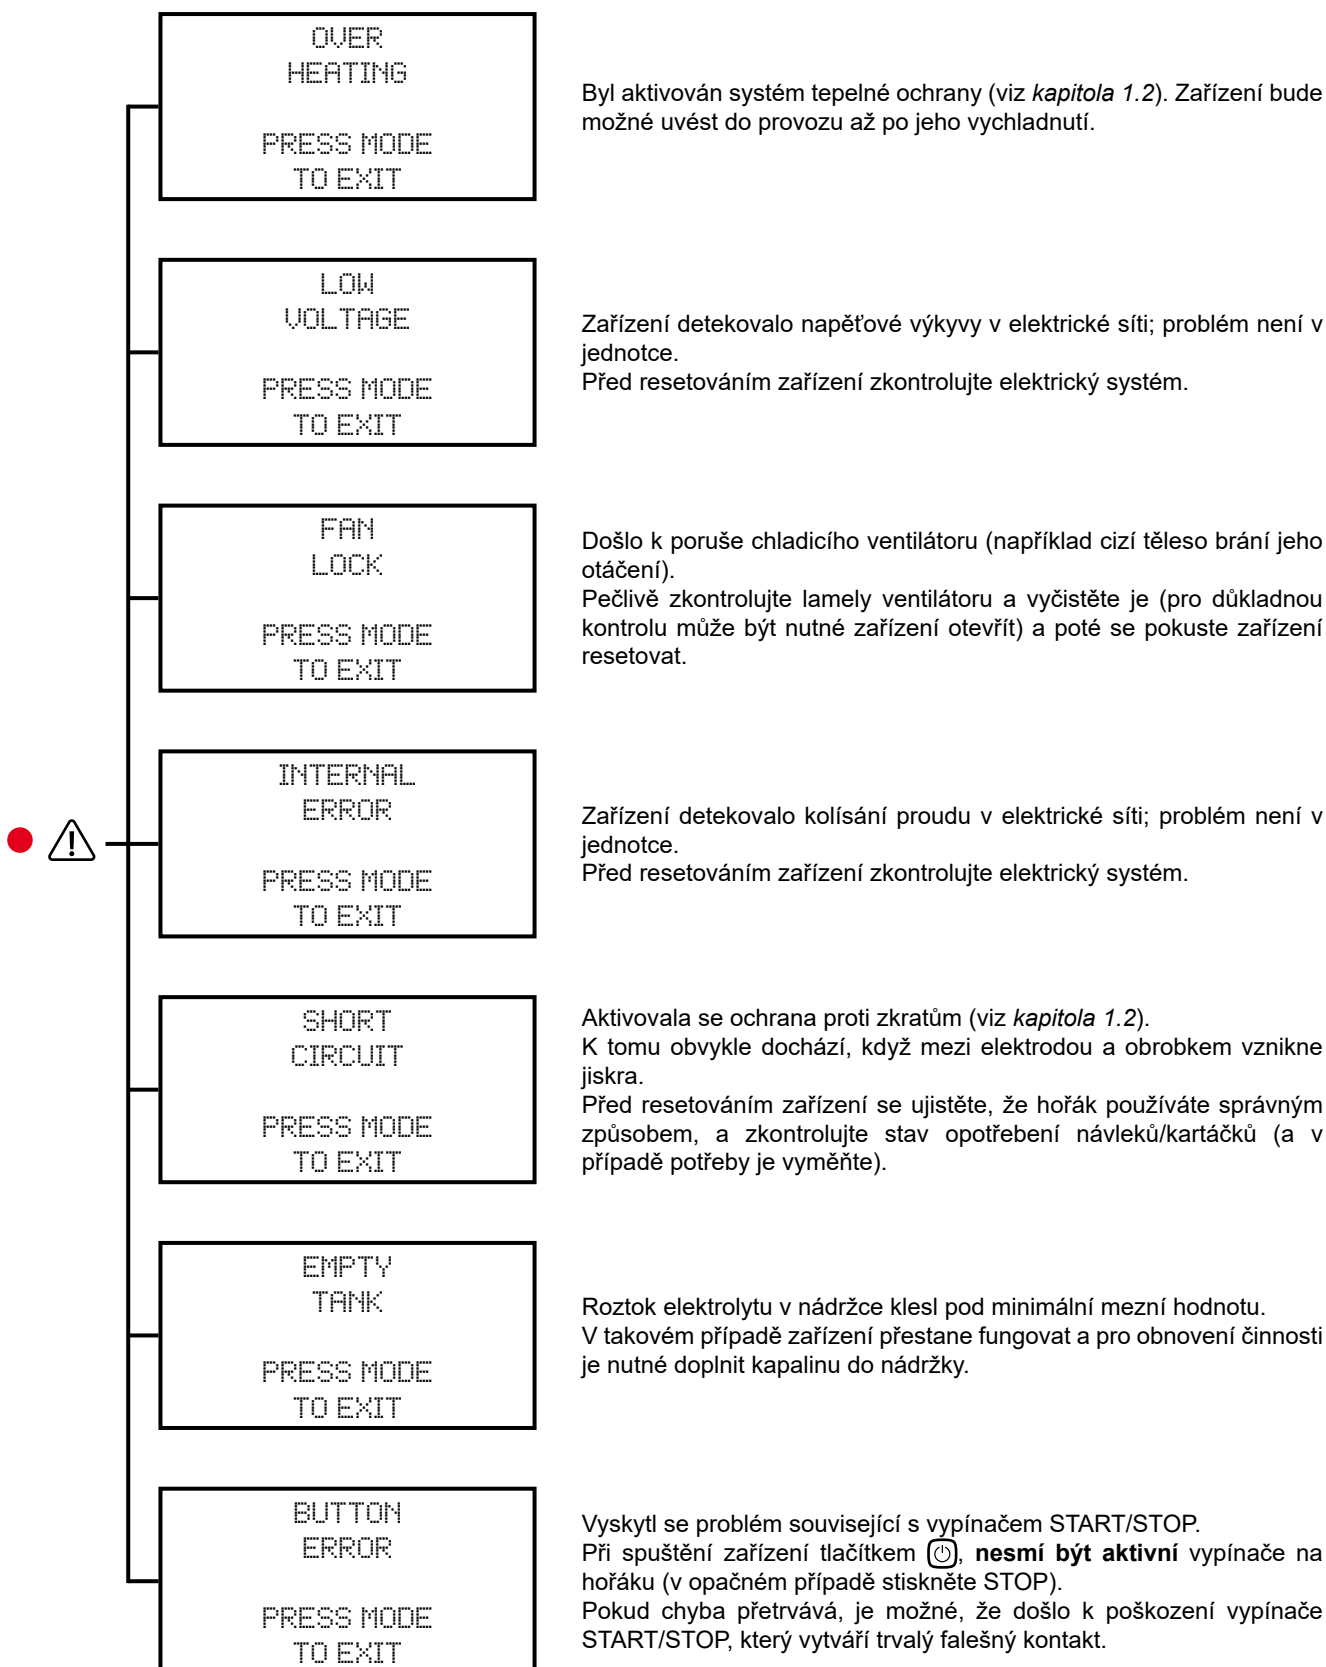 OVER
HEATING
PRESS MODE
TO EXIT
Byl aktivován systém tepelné ochrany (viz kapitola 1.2). Zařízení bude
možné uvést do provozu až po jeho vychladnutí.
LOW
VOLTAGE
PRESS MODE
TO EXIT
Zařízení detekovalo napěťové výkyvy v elektrické síti; problém není v
jednotce.
Před resetováním zařízení zkontrolujte elektrický systém.
FAN
LOCK
PRESS MODE
TO EXIT
Došlo k poruše chladicího ventilátoru (například cizí těleso brání jeho
otáčení).
Pečlivě zkontrolujte lamely ventilátoru a vyčistěte je (pro důkladnou
kontrolu může být nutné zařízení otevřít) a poté se pokuste zařízení
resetovat.
INTERNAL
ERROR
PRESS MODE
TO EXIT
Zařízení detekovalo kolísání proudu v elektrické síti; problém není v
jednotce.
Před resetováním zařízení zkontrolujte elektrický systém.
SHORT
CIRCUIT
PRESS MODE
TO EXIT
Aktivovala se ochrana proti zkratům (viz kapitola 1.2).
K tomu obvykle dochází, když mezi elektrodou a obrobkem vznikne
jiskra.
Před resetováním zařízení se ujistěte, že hořák používáte správným
způsobem, a zkontrolujte stav opotřebení návleků/kartáčků (a v
případě potřeby je vyměňte).
EMPTY
TANK
PRESS MODE
TO EXIT
Roztok elektrolytu v nádržce klesl pod minimální mezní hodnotu.
V takovém případě zařízení přestane fungovat a pro obnovení činnosti
je nutné doplnit kapalinu do nádržky.
BUTTON
ERROR
PRESS MODE
TO EXIT
Vyskytl se problém související s vypínačem START/STOP.
Při spuštění zařízení tlačítkem , nesmí být aktivní vypínače na
hořáku (v opačném případě stiskněte STOP).
Pokud chyba přetrvává, je možné, že došlo k poškození vypínače
START/STOP, který vytváří trvalý falešný kontakt.